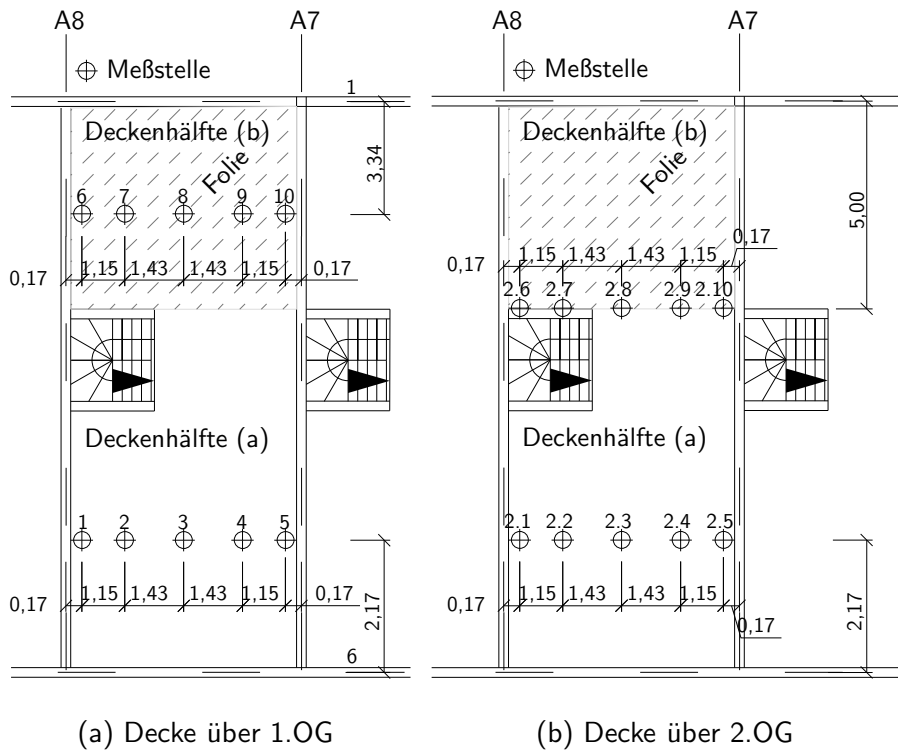 A8 A7 A8 A7
Meßstelle Meßstelle
1
Deckenhälfte (b) Deckenhälfte (b)
Folie Folie
3,34 5,00
6 7 8 9 10
0,17 1,15 1,43 1,43 1,15 0,17
0,17 1,15 1,43 1,43 1,15 0,17
2.6 2.7 2.8 2.9 2.10
Deckenhälfte (a) Deckenhälfte (a)
1 2 3 4 5 2.1 2.2 2.3 2.4 2.5
0,17 1,15 1,43 1,43 1,15 0,17 2,17
0,17 1,15 1,43 1,43 1,15 0,17 2,17
6
(a) Decke über 1.OG (b) Decke über 2.OG